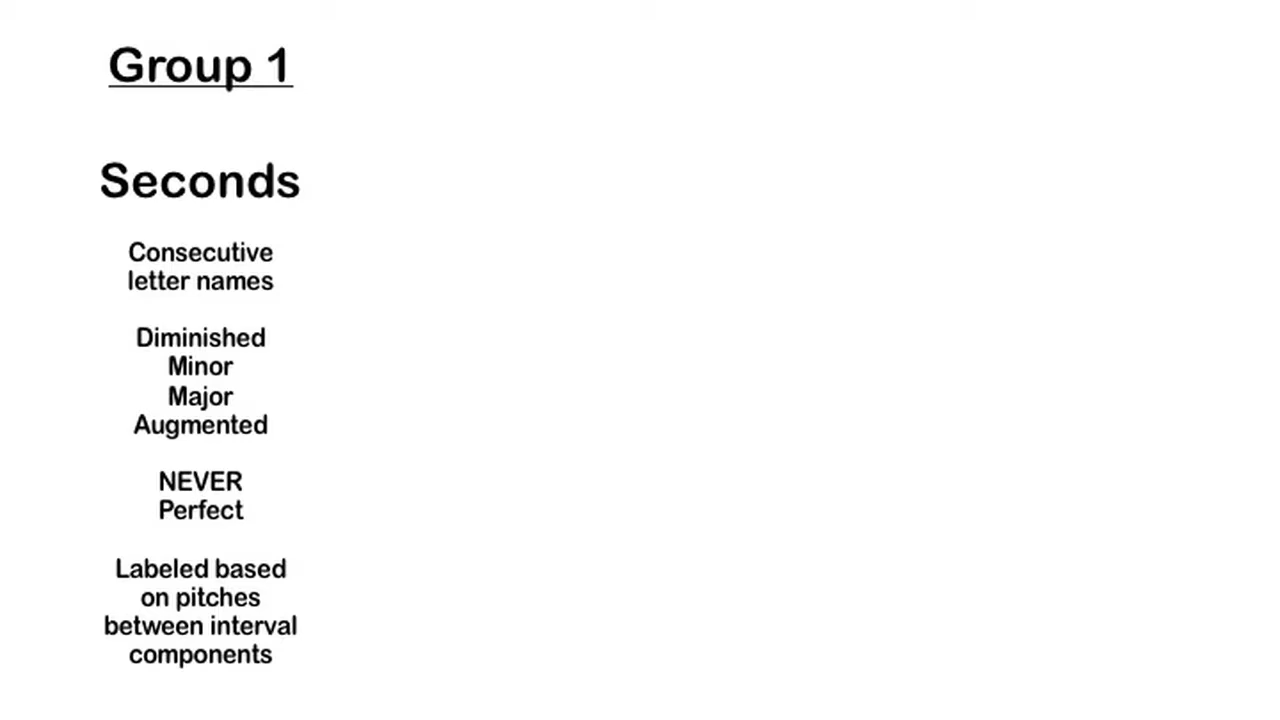 Group 1
Seconds
Consecutive
letter names
Diminished
Minor
Major
Augmented
NEVER
Perfect
Labeled based
on pitches
between interval
components